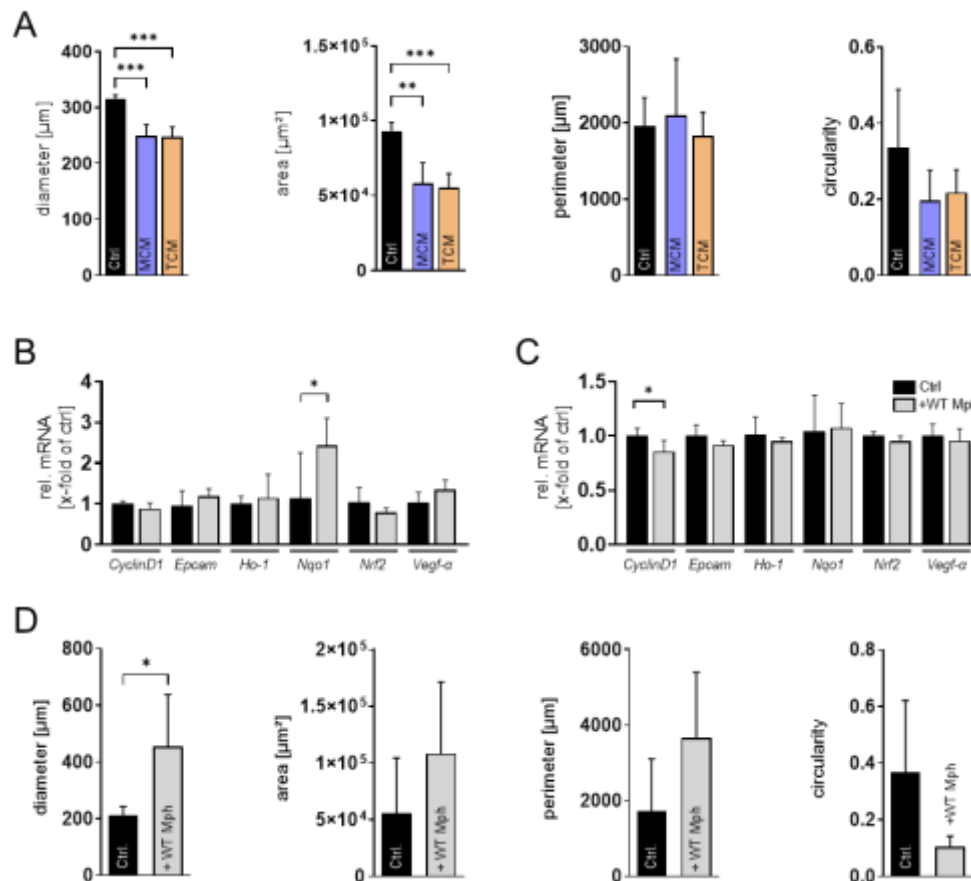 A
diameter [µm]
400
300
200
100
0
***
***
Ctrl
MCM
TCM
area [µm²]
1.5×10⁵
1×10⁵
5×10⁴
0
***
**
Ctrl
MCM
TCM
perimeter [µm]
3000
2000
1000
0
Ctrl
MCM
TCM
circularity
0.6
0.4
0.2
0.0
Ctrl
MCM
TCM
B
rel. mRNA
[x-fold of ctrl]
4
3
2
1
0
*
CyclinD1 Epcam Ho-1 Nqo1 Nrf2 Vegf-α
C
rel. mRNA
[x-fold of ctrl]
1.5
1.0
0.5
0.0
*
Ctrl
+WT Mph
CyclinD1 Epcam Ho-1 Nqo1 Nrf2 Vegf-α
D
diameter [µm]
800
600
400
200
0
*
Ctrl.
+ WT Mph
area [µm²]
2×10⁵
1.5×10⁵
1×10⁵
5×10⁴
0
Ctrl.
+ WT Mph
perimeter [µm]
6000
4000
2000
0
Ctrl.
+ WT Mph
circularity
0.8
0.6
0.4
0.2
0.0
Ctrl.
+WT Mph